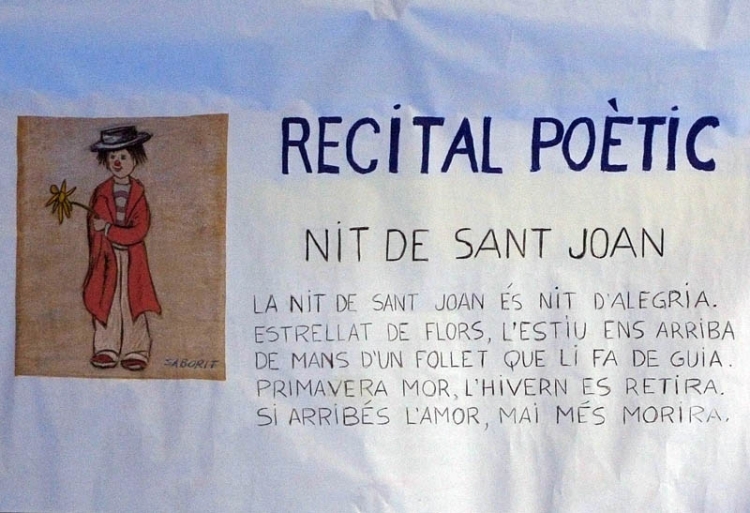 RECITAL POÈTIC
NIT DE SANT JOAN
LA NIT DE SANT JOAN ÉS NIT D'ALEGRIA.
ESTRELLAT DE FLORS, L'ESTIU ENS ARRIBA
DE MANS D'UN FOLLET QUE LI FA DE GUIA.
PRIMAVERA MOR, L'HIVERN ES RETIRA.
SI ARRIBÉS L'AMOR, MAI MÉS MORIRA.
SABORIT